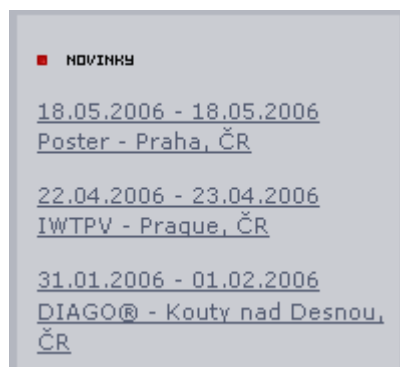 NOVINKY
18.05.2006 - 18.05.2006
Poster - Praha, ČR
22.04.2006 - 23.04.2006
IWTPV - Prague, ČR
31.01.2006 - 01.02.2006
DIAGO® - Kouty nad Desnou,
ČR